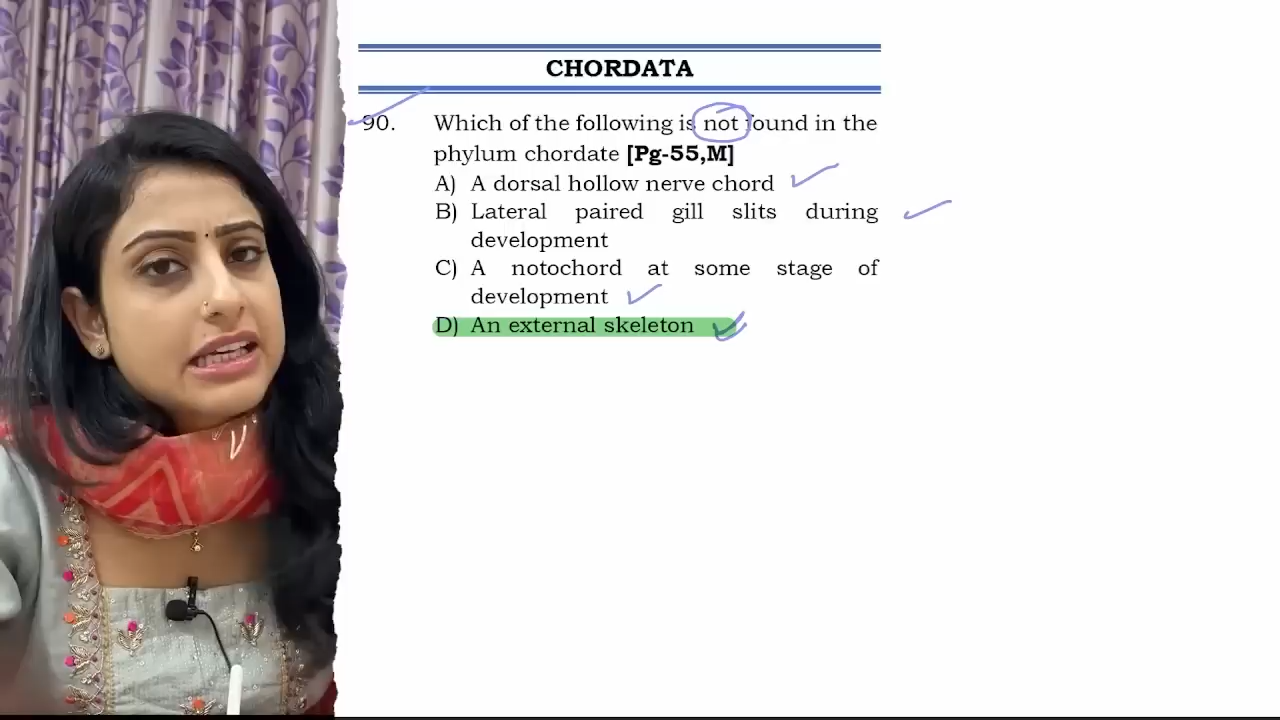 CHORDATA
90. Which of the following is not found in the
phylum chordate [Pg-55,M]
A) A dorsal hollow nerve chord
B) Lateral paired gill slits during
development
C) A notochord at some stage of
development
D) An external skeleton